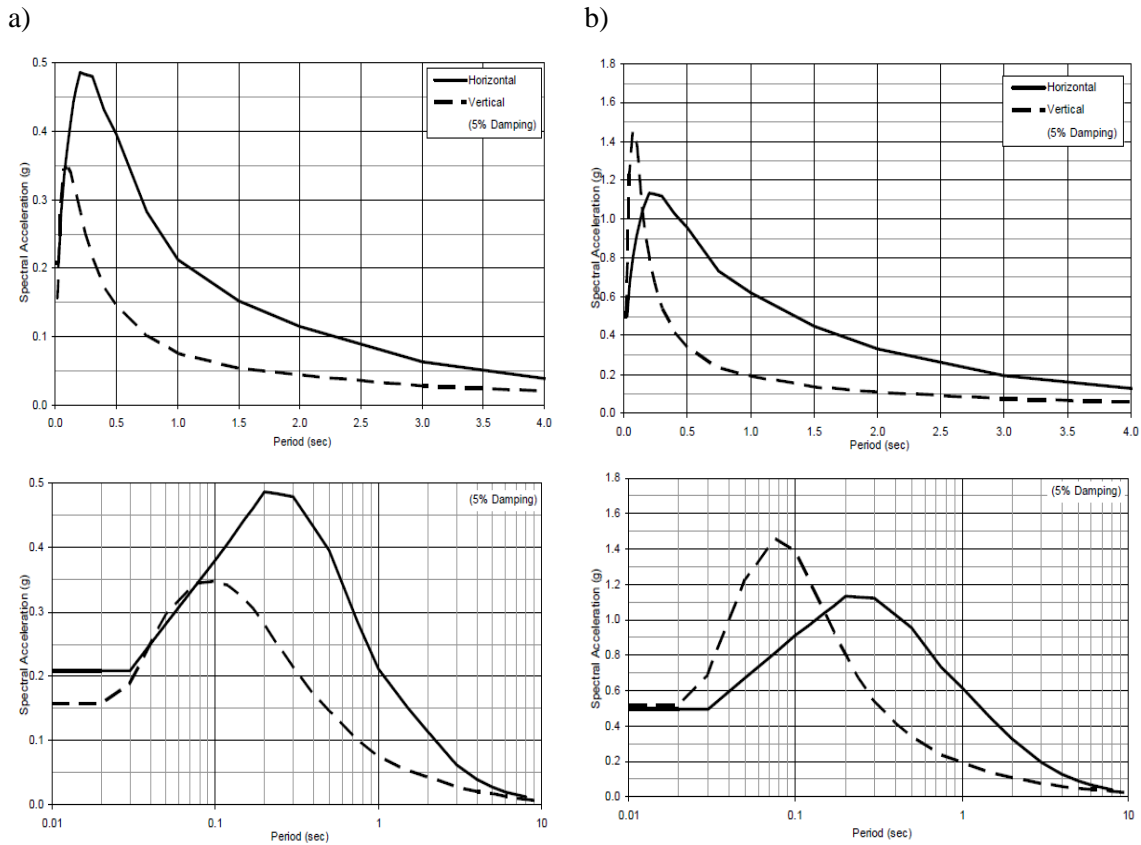 a)
b)
0.5
0.4
0.3
0.2
0.1
0.0
Spectral Acceleration (g)
Horizontal
Vertical
(5% Damping)
0.0 0.5 1.0 1.5 2.0 2.5 3.0 3.5 4.0
Period (sec)
1.8
1.6
1.4
1.2
1.0
0.8
0.6
0.4
0.2
0.0
Spectral Acceleration (g)
Horizontal
Vertical
(5% Damping)
0.0 0.5 1.0 1.5 2.0 2.5 3.0 3.5 4.0
Period (sec)
0.5
0.4
0.3
0.2
0.1
0.0
Spectral Acceleration (g)
(5% Damping)
0.01 0.1 1 10
Period (sec)
1.8
1.6
1.4
1.2
1.0
0.8
0.6
0.4
0.2
0.0
Spectral Acceleration (g)
(5% Damping)
0.01 0.1 1 10
Period (sec)